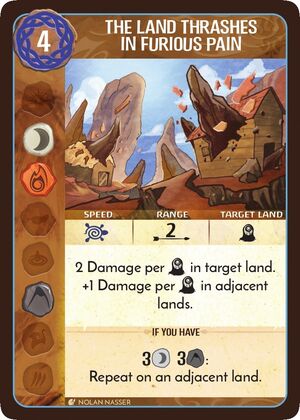 4
THE LAND THRASHES
IN FURIOUS PAIN
SPEED RANGE TARGET LAND
2
2 Damage per in target land.
+1 Damage per in adjacent
lands.
IF YOU HAVE
3 3 :
Repeat on an adjacent land.
NOLAN NASSER